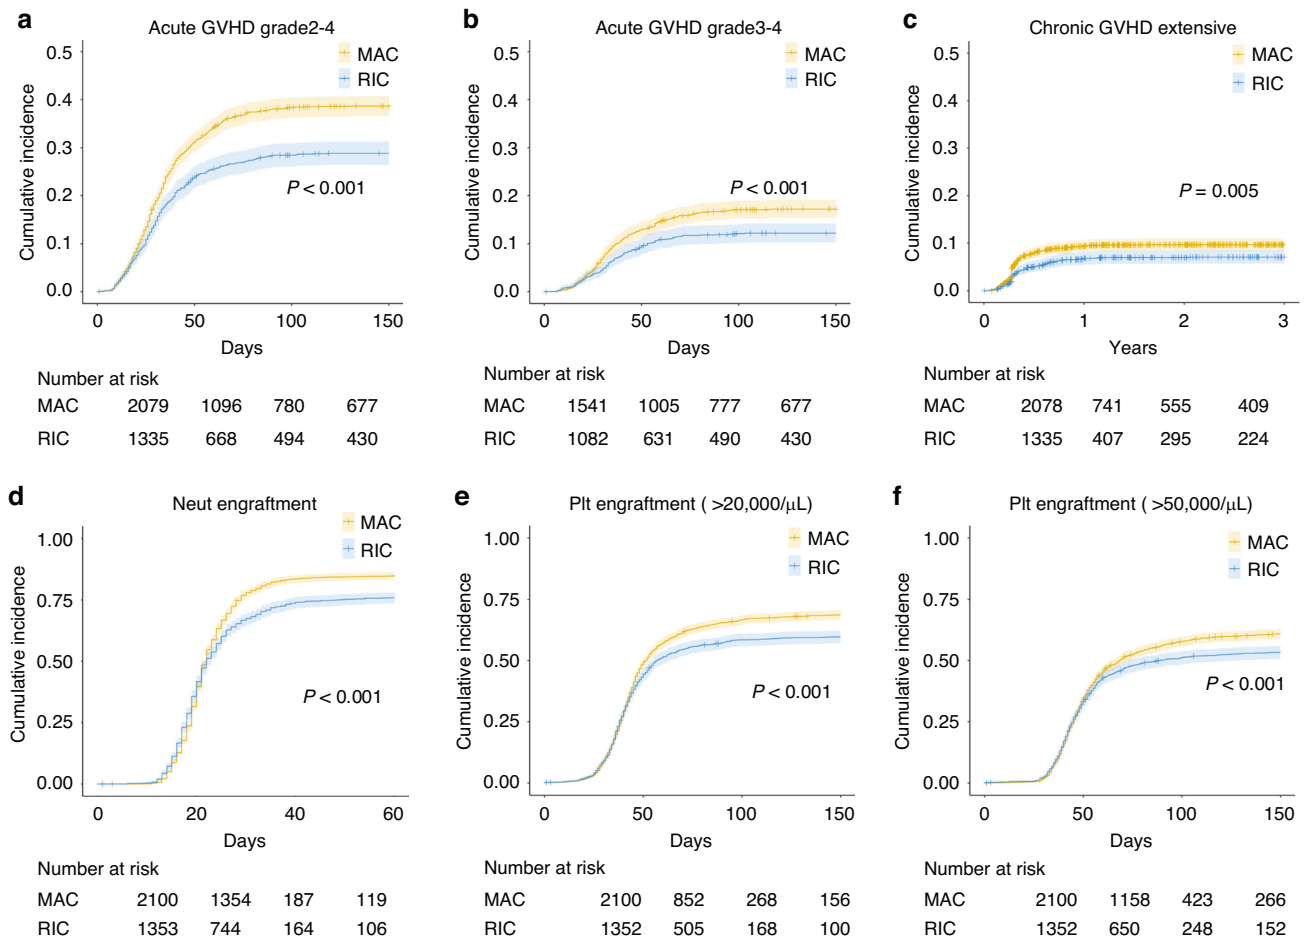 a
Acute GVHD grade2-4
MAC
RIC
Cumulative incidence
0.5
0.4
0.3
0.2
0.1
0.0
P < 0.001
0 50 100 150
Days
Number at risk
MAC 2079 1096 780 677
RIC 1335 668 494 430
b
Acute GVHD grade3-4
MAC
RIC
Cumulative incidence
0.5
0.4
0.3
0.2
0.1
0.0
P < 0.001
0 50 100 150
Days
Number at risk
MAC 1541 1005 777 677
RIC 1082 631 490 430
c
Chronic GVHD extensive
MAC
RIC
Cumulative incidence
0.5
0.4
0.3
0.2
0.1
0.0
P = 0.005
0 1 2 3
Years
Number at risk
MAC 2078 741 555 409
RIC 1335 407 295 224
d
Neut engraftment
MAC
RIC
Cumulative incidence
1.00
0.75
0.50
0.25
0.00
P < 0.001
0 20 40 60
Days
Number at risk
MAC 2100 1354 187 119
RIC 1353 744 164 106
e
Plt engraftment ( >20,000/μL)
MAC
RIC
Cumulative incidence
1.00
0.75
0.50
0.25
0.00
P < 0.001
0 50 100 150
Days
Number at risk
MAC 2100 852 268 156
RIC 1352 505 168 100
f
Plt engraftment ( >50,000/μL)
MAC
RIC
Cumulative incidence
1.00
0.75
0.50
0.25
0.00
P < 0.001
0 50 100 150
Days
Number at risk
MAC 2100 1158 423 266
RIC 1352 650 248 152